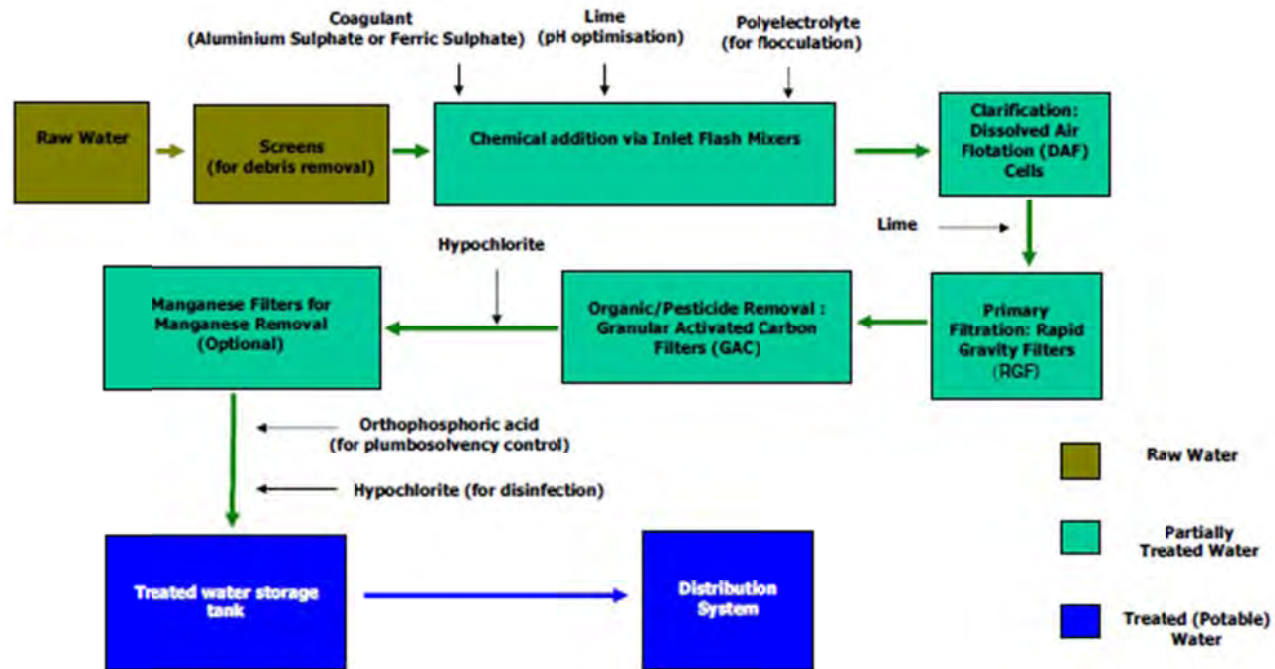 Coagulant
(Aluminium Sulphate or Ferric Sulphate)
Lime
(pH optimisation)
Polyelectrolyte
(for flocculation)
Raw Water
Screens
(for debris removal)
Chemical addition via Inlet Flash Mixers
Clarification:
Dissolved Air
Flotation (DAF)
Cells
Lime
Hypochlorite
Manganese Filters for
Manganese Removal
(Optional)
Organic/Pesticide Removal :
Granular Activated Carbon
Filters (GAC)
Primary
Filtration: Rapid
Gravity Filters
(RGF)
Orthophosphoric acid
(for plumbosolvency control)
Hypochlorite (for disinfection)
Treated water storage
tank
Distribution
System
Raw Water
Partially
Treated Water
Treated (Potable)
Water